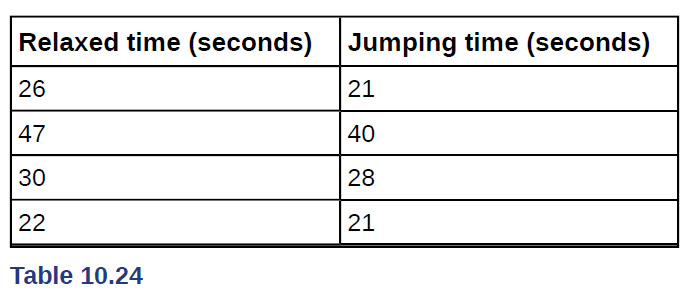 Relaxed time (seconds) Jumping time (seconds)
26 21
47 40
30 28
22 21
Table 10.24